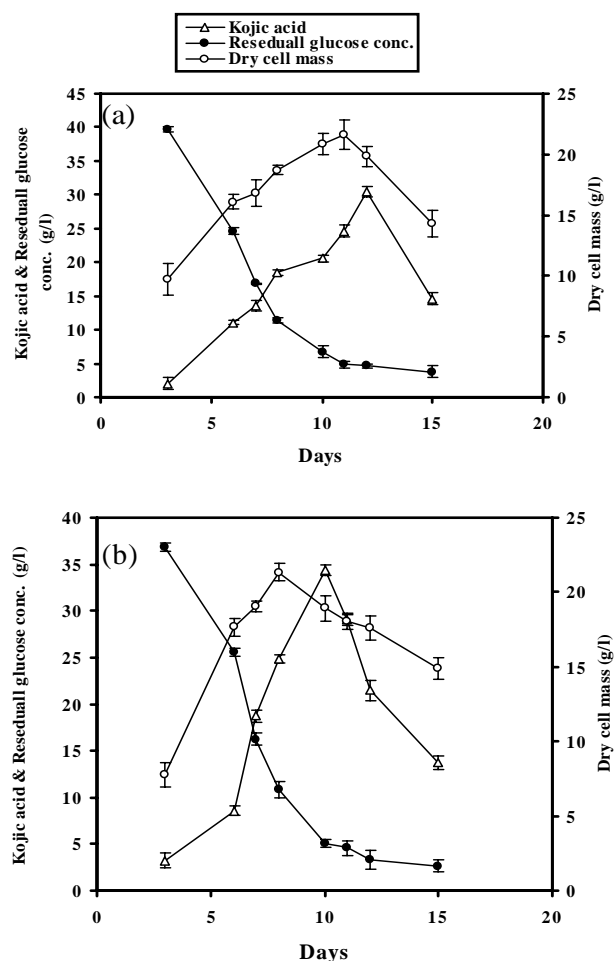 Kojic acid
Reseduall glucose conc.
Dry cell mass
(a)
Kojic acid & Reseduall glucose
conc. (g/l)
45
40
35
30
25
20
15
10
5
0
25
20
15
10
5
0
Dry cell mass (g/l)
0 5 10 15 20
Days
(b)
Kojic acid & Reseduall glucose conc. (g/l)
40
35
30
25
20
15
10
5
0
25
20
15
10
5
0
Dry cell mass (g/l)
0 5 10 15 20
Days